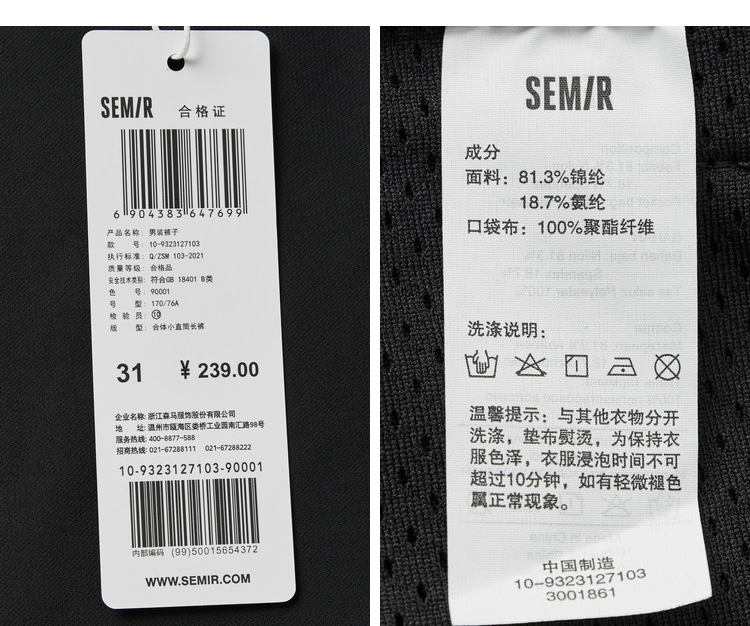 SEMIR 合格证
6 904383 647699
产品名称: 男装裤子
款 号: 10-9323127103
执行标准: Q/ZSM 103-2021
质量等级: 合格品
安全技术类别: 符合GB 18401 B类
色 号: 90001
号 型: 170/76A
检 验 员: 10
版 型: 合体小直筒长裤
31 ¥ 239.00
企业名称: 浙江森马服饰股份有限公司
地 址: 温州市瓯海区娄桥工业园南汇路98号
服务热线: 400-8877-588
招商热线: 021-67288111 021-67288222
10-9323127103-90001
内部编码 (99)50015654372
WWW.SEMIR.COM
SEMIR
成分
面料: 81.3%锦纶
18.7%氨纶
口袋布: 100%聚酯纤维
洗涤说明:
温馨提示: 与其他衣物分开
洗涤，垫布熨烫，为保持衣
服色泽，衣服浸泡时间不可
超过10分钟，如有轻微褪色
属正常现象。
中国制造
10-9323127103
3001861